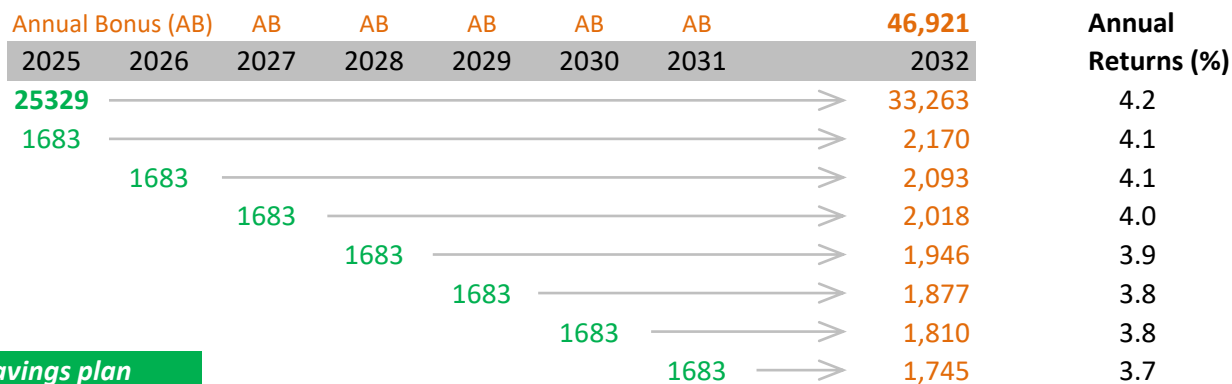 Annual Bonus (AB) AB AB AB AB AB 46,921 Annual
2025 2026 2027 2028 2029 2030 2031 2032 Returns (%)
25329 33,263 4.2
1683 2,170 4.1
1683 2,093 4.1
1683 2,018 4.0
1683 1,946 3.9
1683 1,877 3.8
1683 1,810 3.8
avings plan 1683 1,745 3.7